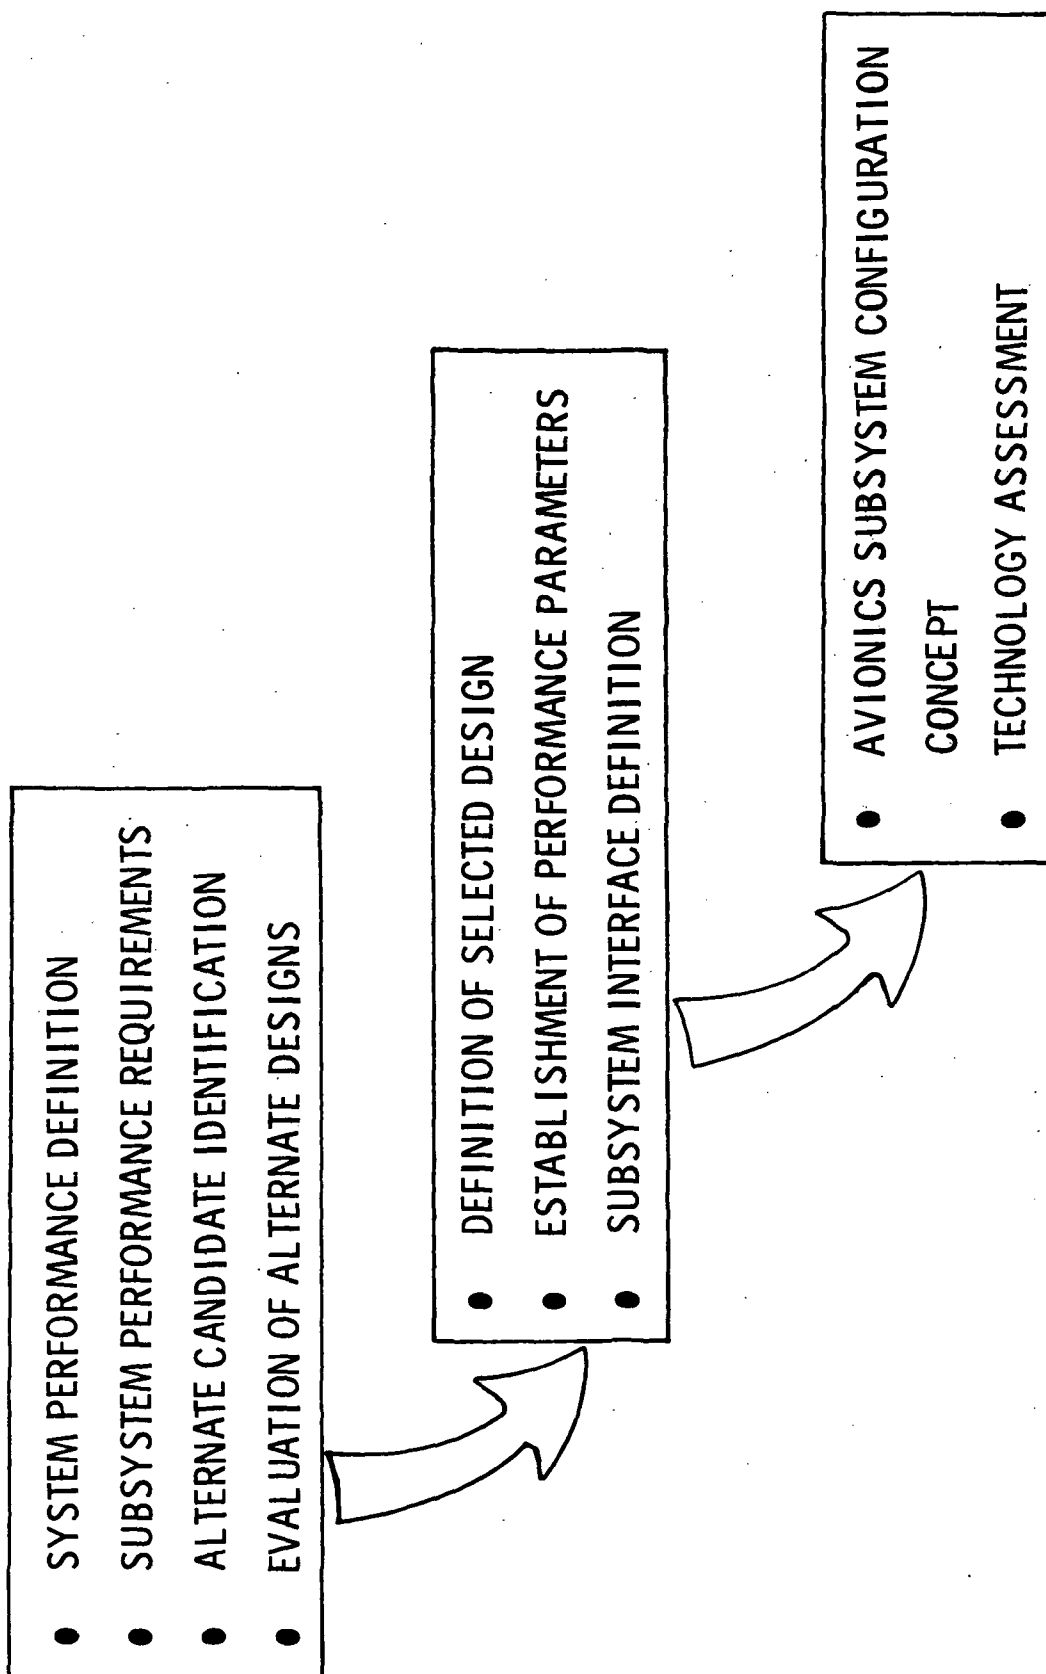 ● SYSTEM PERFORMANCE DEFINITION
● SUBSYSTEM PERFORMANCE REQUIREMENTS
● ALTERNATE CANDIDATE IDENTIFICATION
● EVALUATION OF ALTERNATE DESIGNS
● DEFINITION OF SELECTED DESIGN
● ESTABLISHMENT OF PERFORMANCE PARAMETERS
● SUBSYSTEM INTERFACE DEFINITION
● AVIONICS SUBSYSTEM CONFIGURATION
CONCEPT
● TECHNOLOGY ASSESSMENT